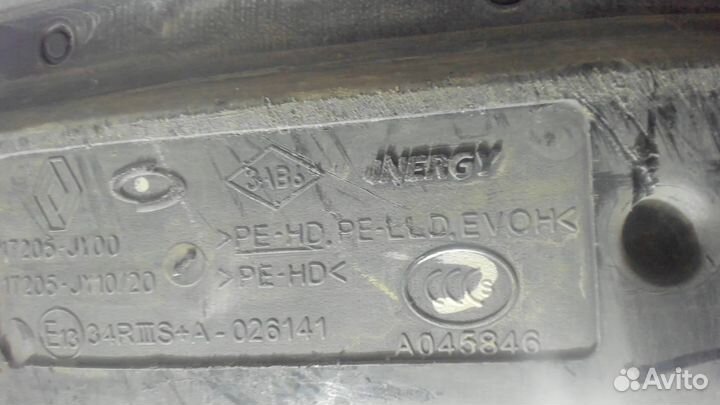 3AB6
INERGY
17205-JY00
17205-JY10/20
>PE-HD, PE-LLD, EVOH<
>PE-HD<
E13 34RIIIS+A-026141
CCC
A045846
Avito